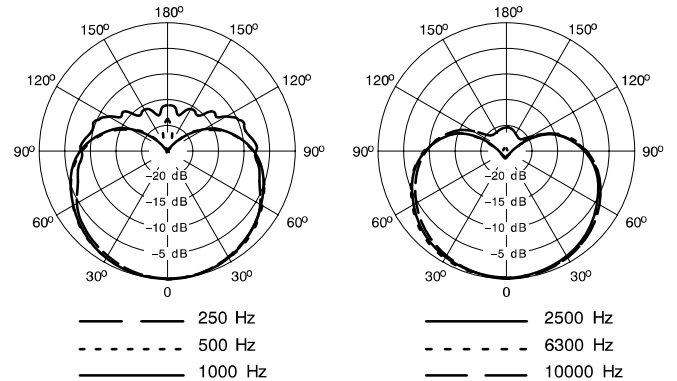 180° 180°
150° 150° 150° 150°
120° 120° 120° 120°
90° 90° 90° 90°
−20 dB −20 dB
−15 dB −15 dB
60° 60° 60° 60°
−10 dB −10 dB
−5 dB −5 dB
30° 30° 30° 30°
0 0
250 Hz 2500 Hz
500 Hz 6300 Hz
1000 Hz 10000 Hz